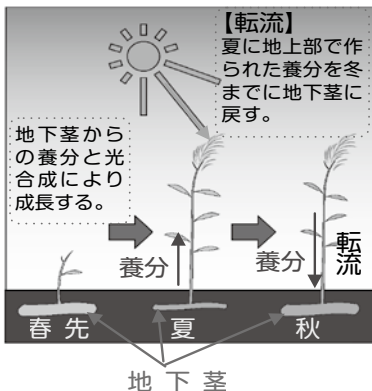 【転流】
夏に地上部で作
られた養分を冬
までに地下茎に
戻す。
地下茎から
の養分と光
合成により
成長する。
養分
養分
転流
春先
夏
秋
地下茎